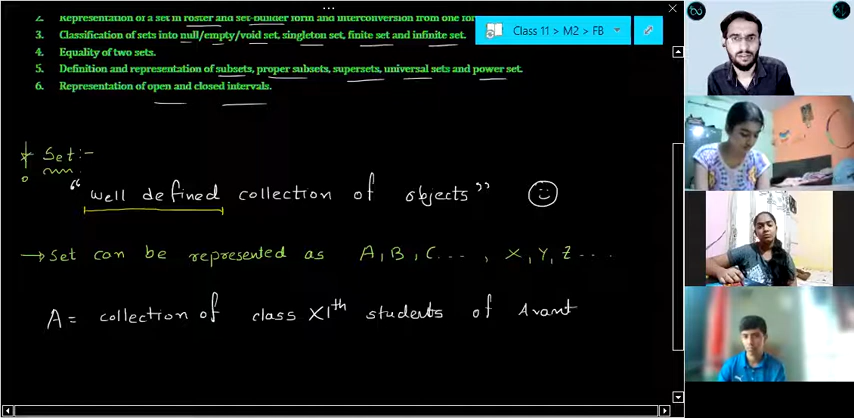 2. Representation of a set in roster and set-builder form and interconversion from one for
3. Classification of sets into null/empty/void set, singleton set, finite set and infinite set.
4. Equality of two sets.
5. Definition and representation of subsets, proper subsets, supersets, universal sets and power set.
6. Representation of open and closed intervals.
Class 11 > M2 > FB
* Set:-
"well defined collection of objects"
→ Set can be represented as A, B, C..., X, Y, Z....
A = collection of class XIth students of Avant